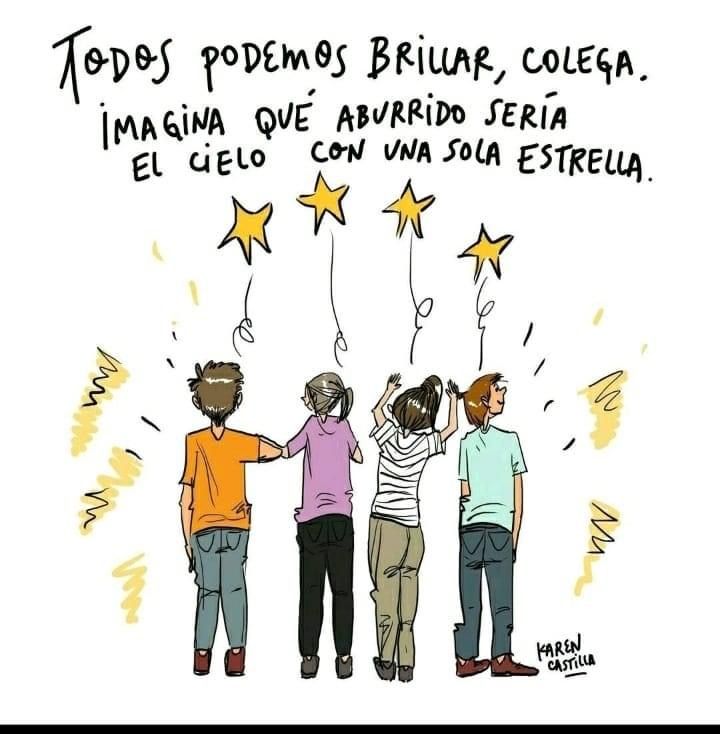 TODOS PODEMOS BRILLAR, COLEGA.
IMAGINA QUÉ ABURRIDO SERÍA
EL CIELO CON UNA SOLA ESTRELLA.
KAREN
CASTILLA